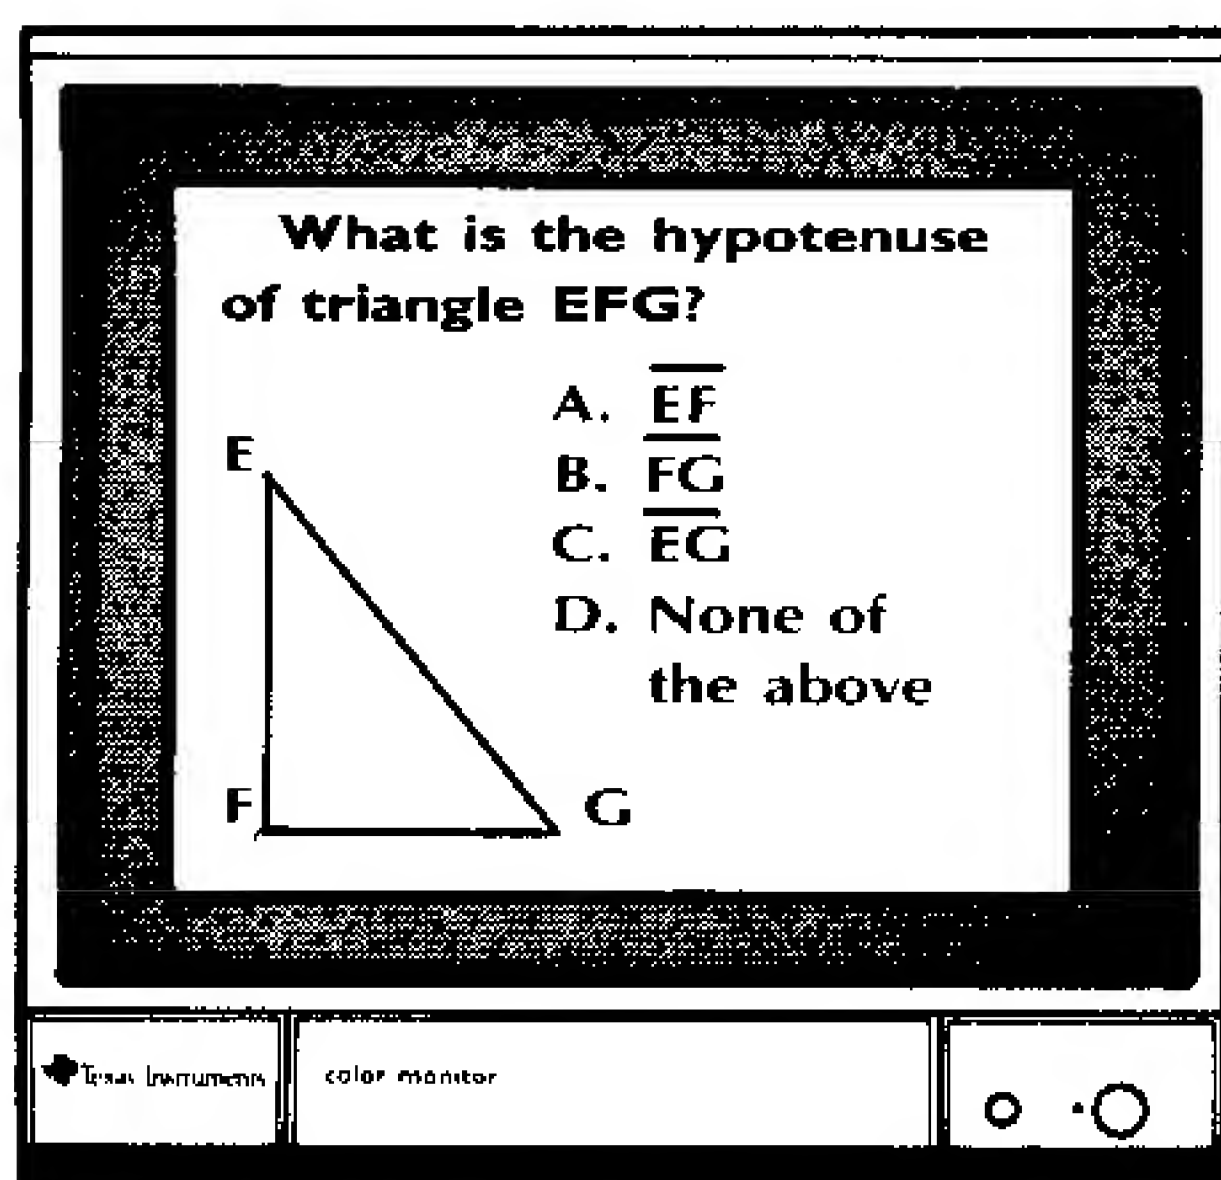 What is the hypotenuse
of triangle EFG?
A. EF
B. FG
C. EG
D. None of
the above
E
F
G
Texas Instruments
color monitor